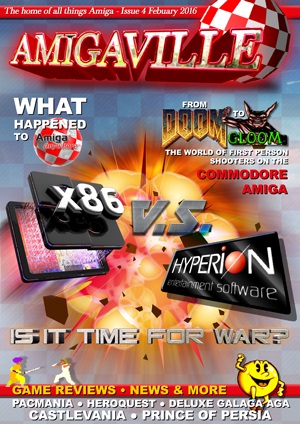 The home of all things Amiga - Issue 4 Febuary 2016
AMIGAVILLE
WHAT
HAPPENED
TO Amiga
FROM
DOOM TO
GLOOM
THE WORLD OF FIRST PERSON
SHOOTERS ON THE
COMMODORE
AMIGA
x86
V.S.
HYPERION
entertainment software
IS IT TIME FOR WAR?
GAME REVIEWS • NEWS & MORE
PACMANIA • HEROQUEST • DELUXE GALAGA AGA
CASTLEVANIA • PRINCE OF PERSIA